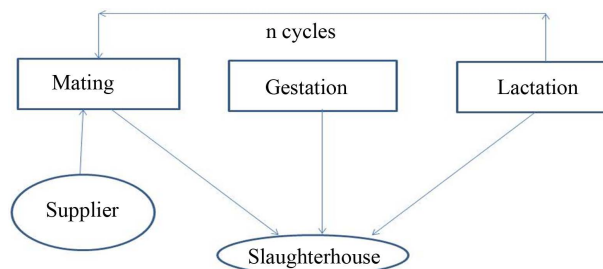 n cycles
Mating
Gestation
Lactation
Supplier
Slaughterhouse